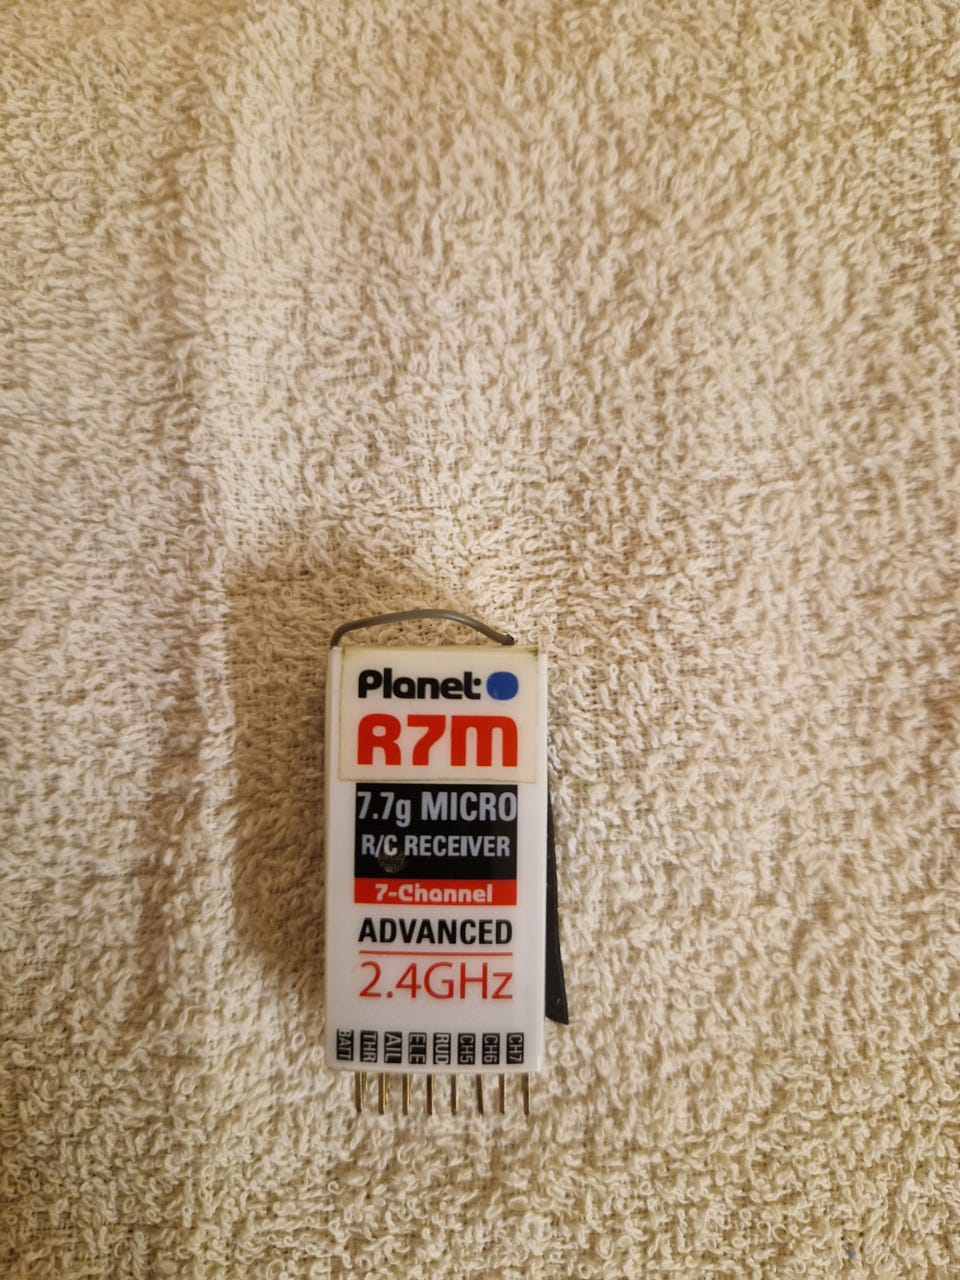 Planet
R7M
7.7g MICRO
R/C RECEIVER
7-Channel
ADVANCED
2.4GHz
BATT
THR
AIL
ELE
RUD
CH5
CH6
CH7